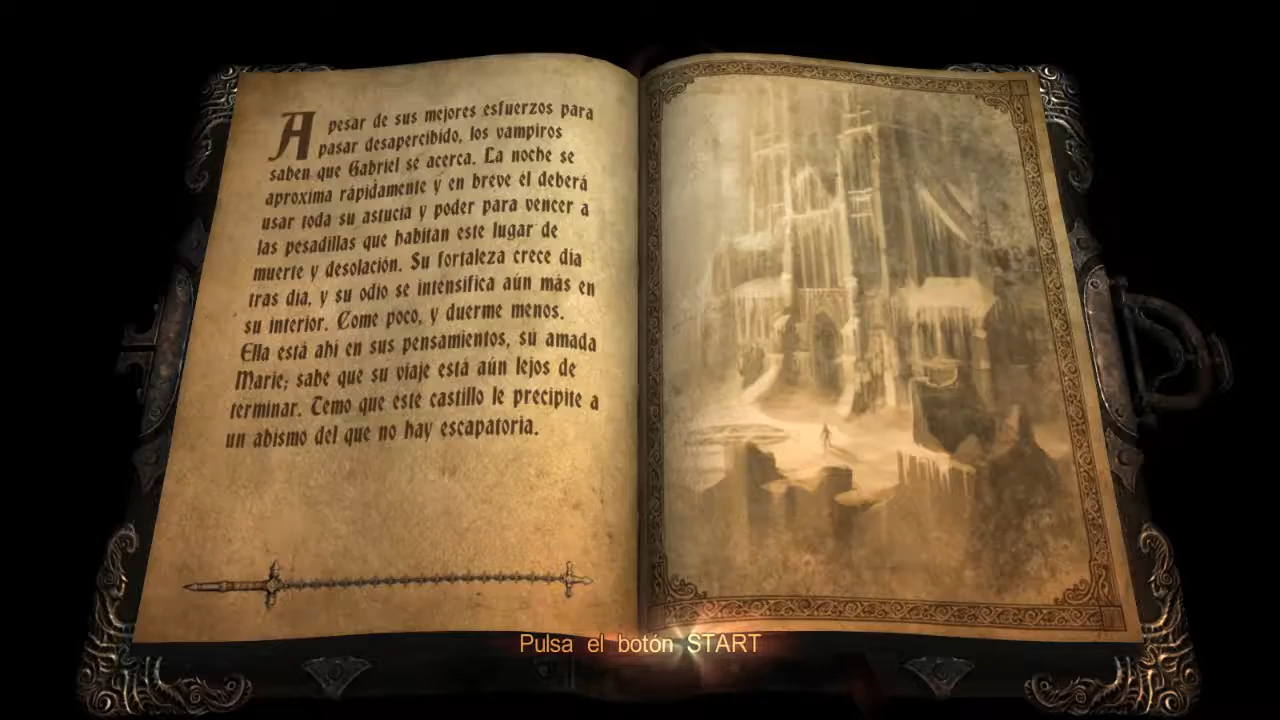 A pesar de sus mejores esfuerzos para
pasar desapercibido, los vampiros
saben que Gabriel se acerca. La noche se
aproxima rápidamente y en breve él deberá
usar toda su astucia y poder para vencer a
las pesadillas que habitan este lugar de
muerte y desolación. Su fortaleza crece día
tras día, y su odio se intensifica aún más en
su interior. Come poco, y duerme menos.
Ella está ahí en sus pensamientos, su amada
Marie; sabe que su viaje está aún lejos de
terminar. Temo que este castillo le precipite a
un abismo del que no hay escapatoria.
Pulsa el botón START